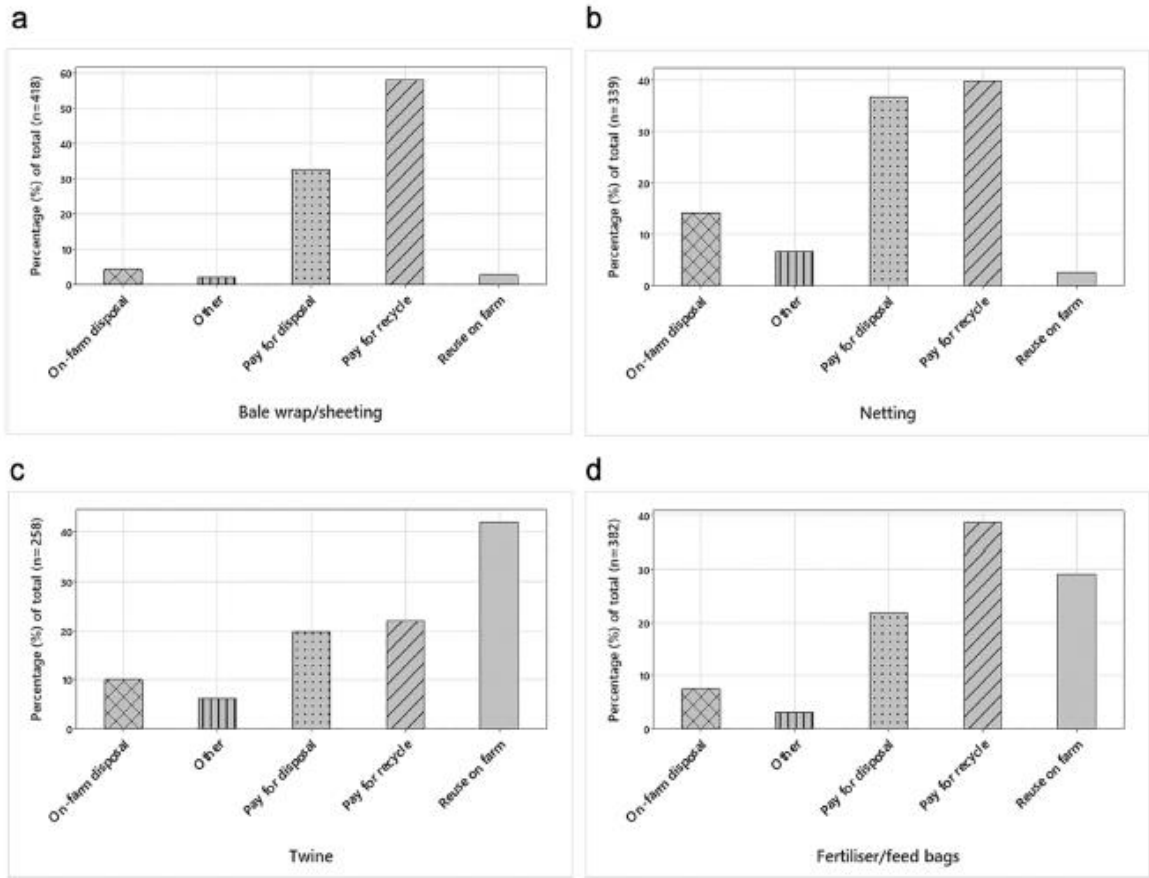 a
Percentage (%) of total (n=418)
60
50
40
30
20
10
0
On-farm disposal
Other
Pay for disposal
Pay for recycle
Reuse on farm
Bale wrap/sheeting
b
Percentage (%) of total (n=339)
40
30
20
10
0
On-farm disposal
Other
Pay for disposal
Pay for recycle
Reuse on farm
Netting
c
Percentage (%) of total (n=258)
40
30
20
10
0
On-farm disposal
Other
Pay for disposal
Pay for recycle
Reuse on farm
Twine
d
Percentage (%) of total (n=382)
40
30
20
10
0
On-farm disposal
Other
Pay for disposal
Pay for recycle
Reuse on farm
Fertiliser/feed bags